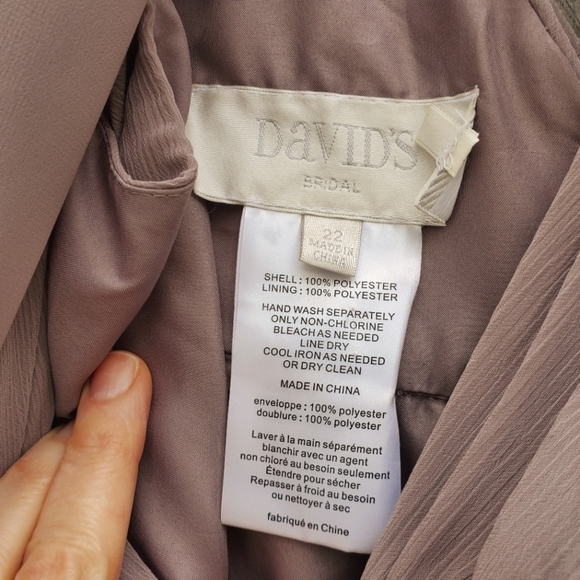 DaVID'S
BRIDAL
22
MADE IN
CHINA
SHELL : 100% POLYESTER
LINING : 100% POLYESTER
HAND WASH SEPARATELY
ONLY NON-CHLORINE
BLEACH AS NEEDED
LINE DRY
COOL IRON AS NEEDED
OR DRY CLEAN
MADE IN CHINA
enveloppe : 100% polyester
doublure : 100% polyester
Laver à la main séparément
blanchir avec un agent
non chloré au besoin seulement
Étendre pour sécher
Repasser à froid au besoin
ou nettoyer à sec
fabriqué en Chine